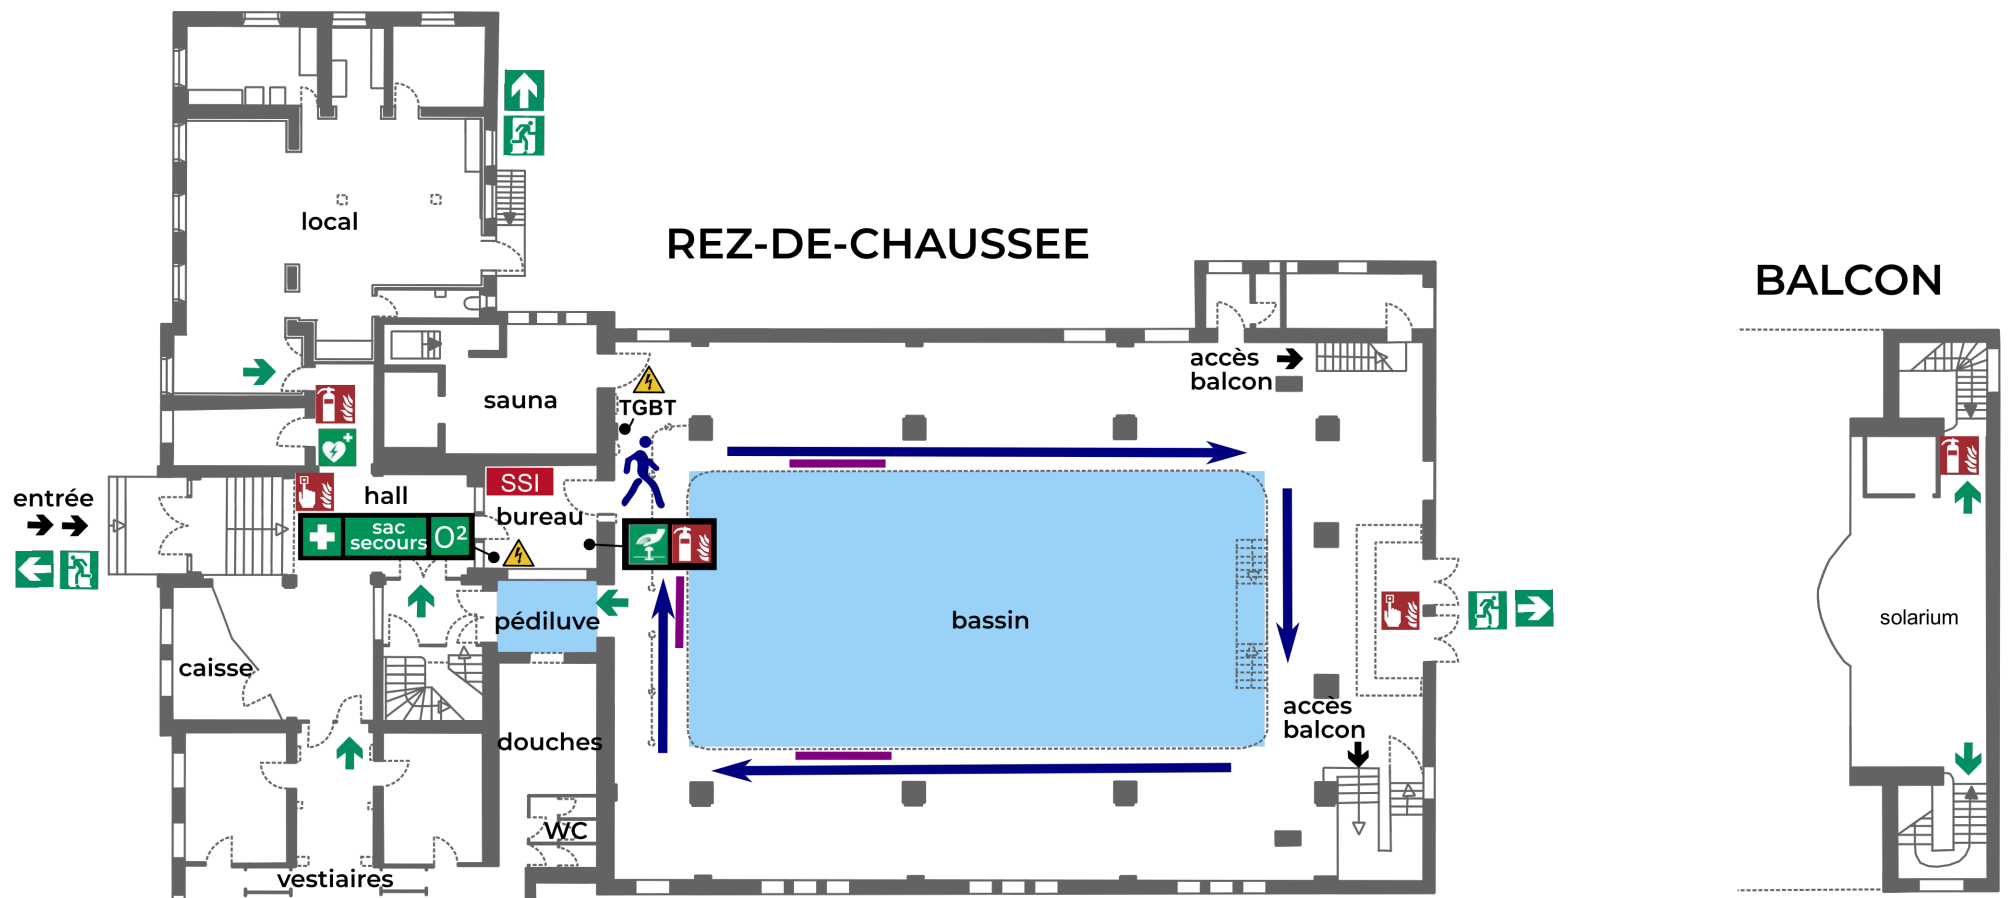 REZ-DE-CHAUSSEE
BALCON
local
accès
balcon
sauna
TGBT
entrée
hall
SSI
bureau
sac
secours
O²
pédiluve
bassin
solarium
caisse
accès
balcon
douches
WC
vestiaires